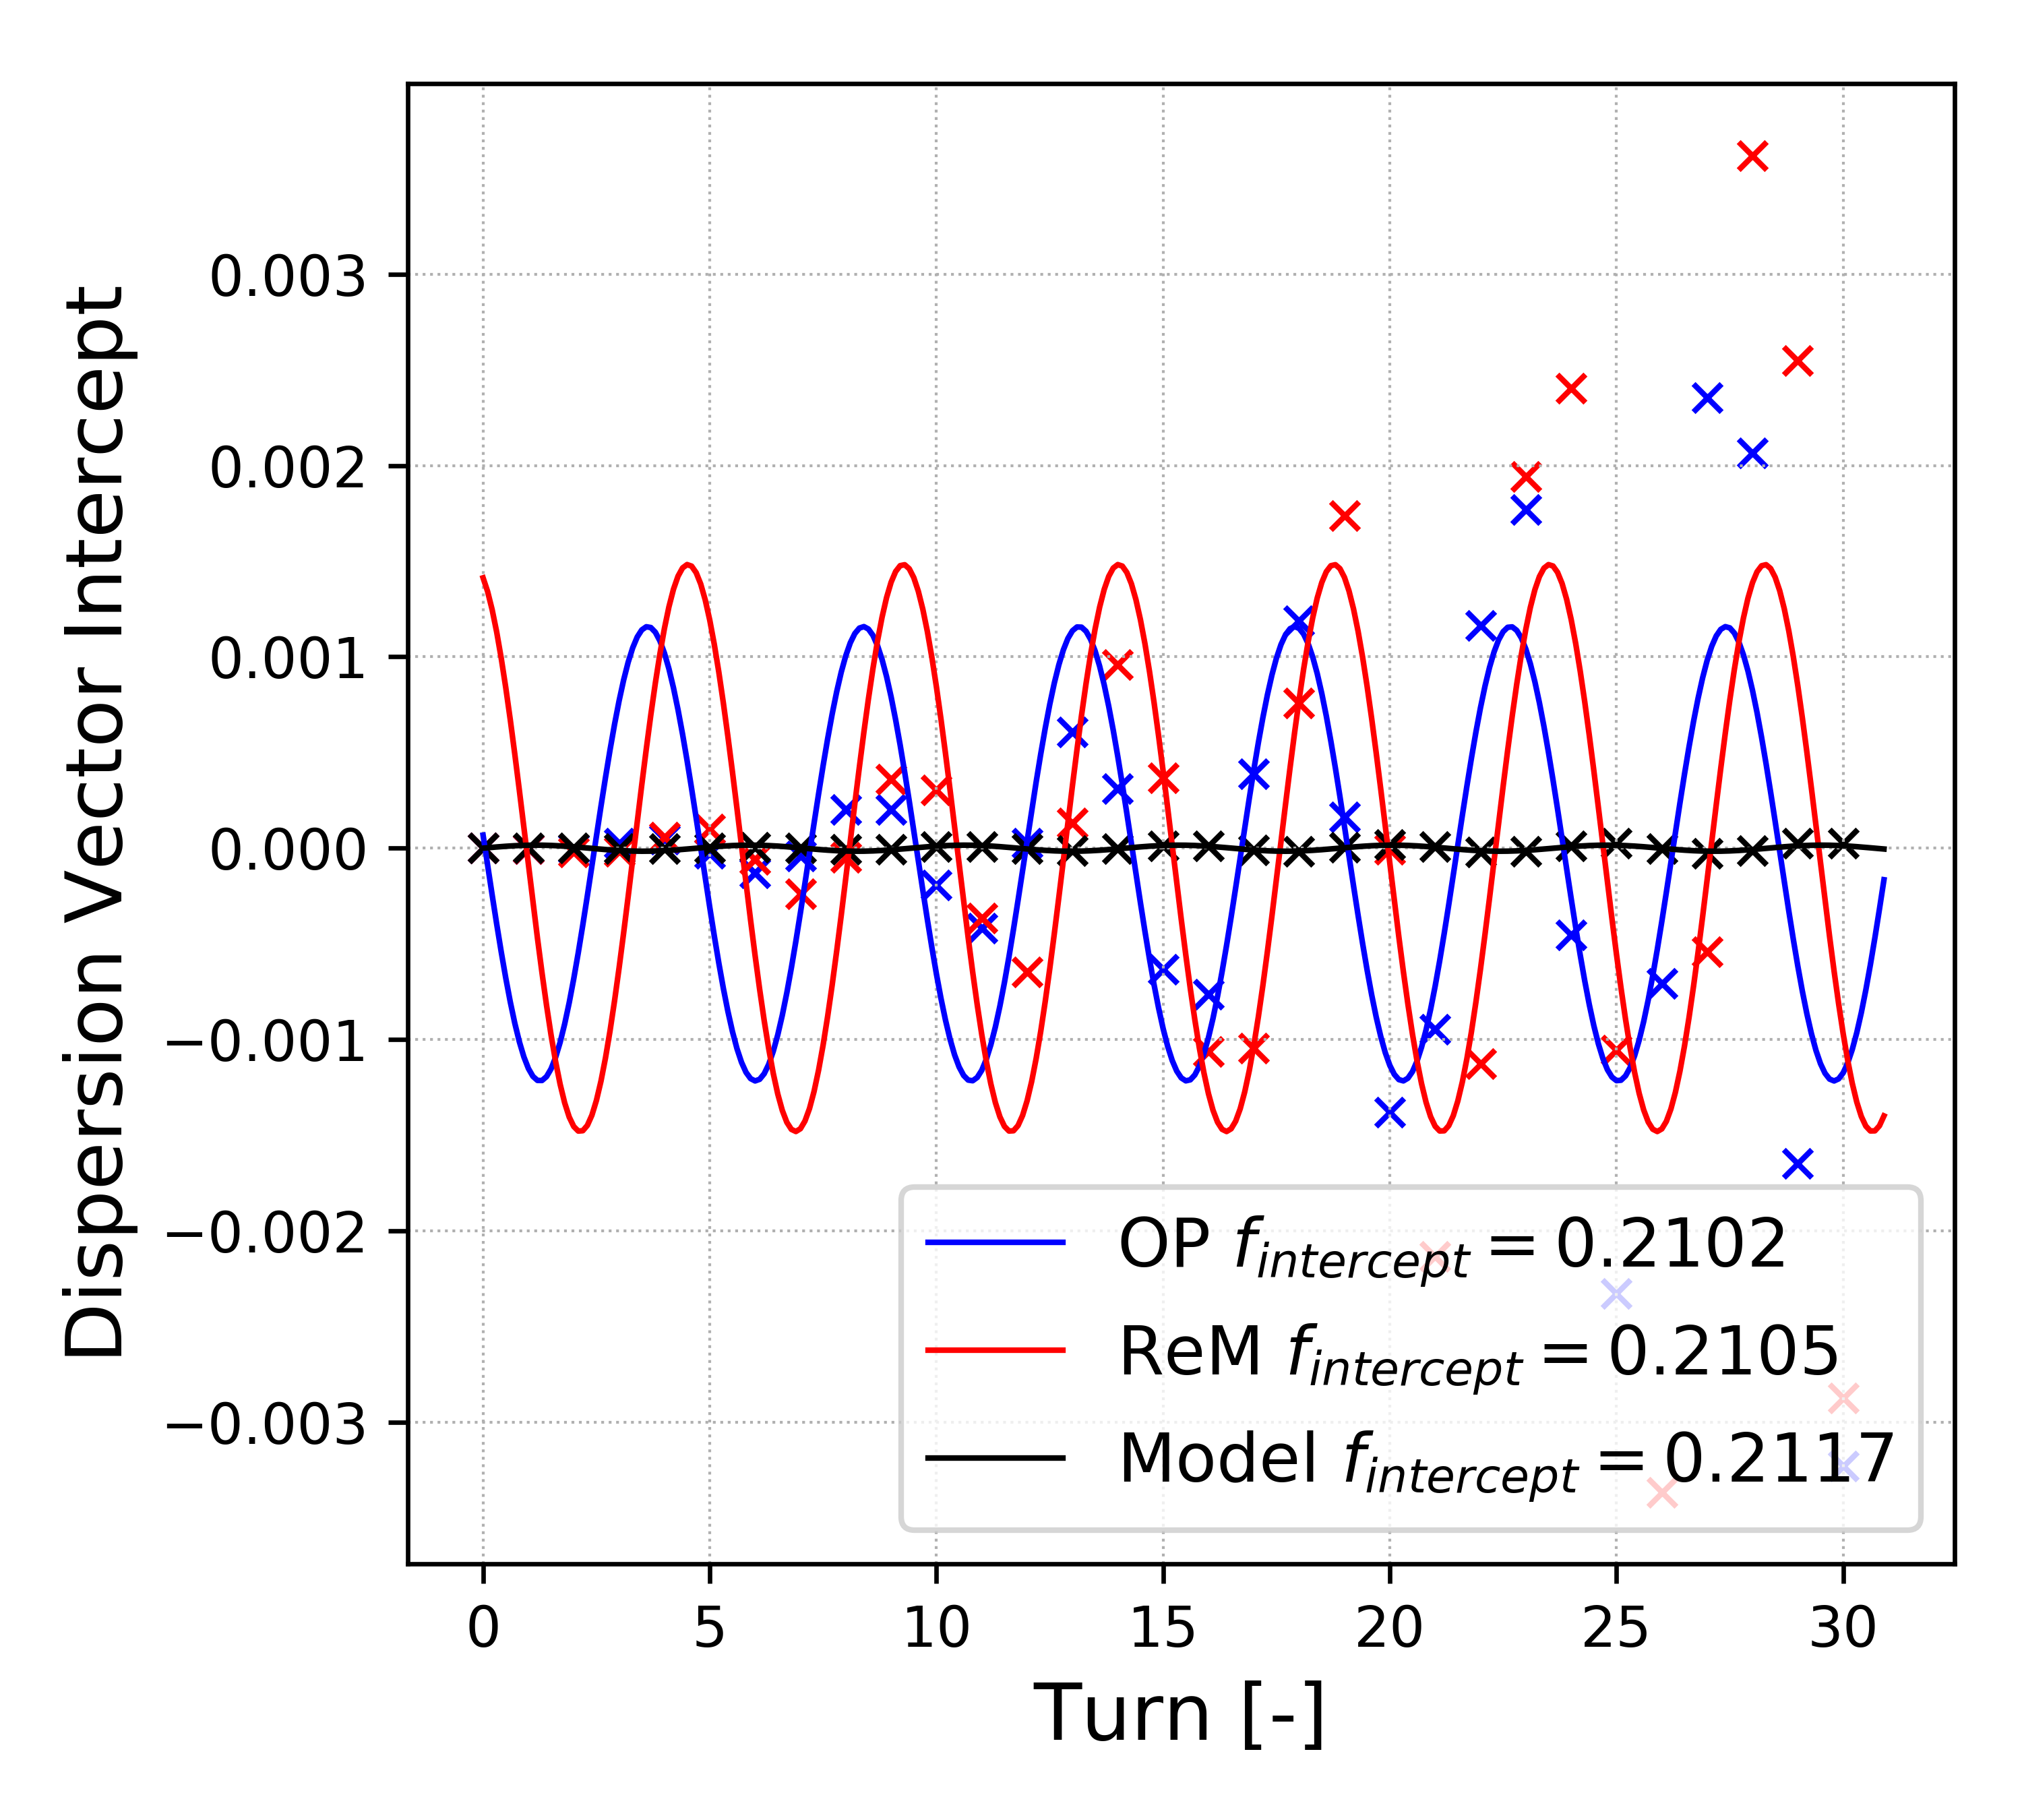 Dispersion Vector Intercept
0.003
0.002
0.001
0.000
−0.001
−0.002
−0.003
OP f_intercept = 0.2102
ReM f_intercept = 0.2105
Model f_intercept = 0.2117
0 5 10 15 20 25 30
Turn [-]